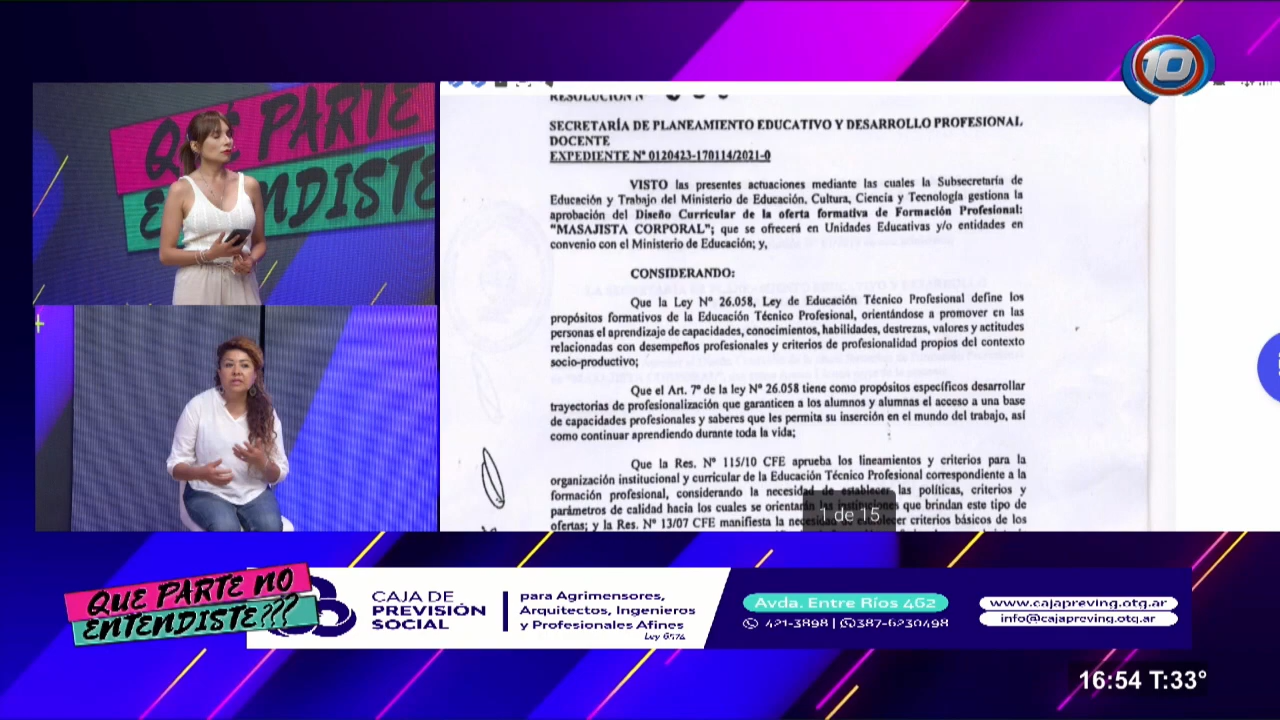 10
QUE PARTE
ENTENDISTE
RESOLUCIÓN Nº
SECRETARÍA DE PLANEAMIENTO EDUCATIVO Y DESARROLLO PROFESIONAL
DOCENTE
EXPEDIENTE Nº 0120423-170114/2021-0
VISTO las presentes actuaciones mediante las cuales la Subsecretaría de
Educación y Trabajo del Ministerio de Educación, Cultura, Ciencia y Tecnología gestiona la
aprobación del Diseño Curricular de la oferta formativa de Formación Profesional:
"MASAJISTA CORPORAL"; que se ofrecerá en Unidades Educativas y/o entidades en
convenio con el Ministerio de Educación; y,
CONSIDERANDO:
Que la Ley Nº 26.058, Ley de Educación Técnico Profesional define los
propósitos formativos de la Educación Técnico Profesional, orientándose a promover en las
personas el aprendizaje de capacidades, conocimientos, habilidades, destrezas, valores y actitudes
relacionadas con desempeños profesionales y criterios de profesionalidad propios del contexto
socio-productivo;
Que el Art. 7º de la ley Nº 26.058 tiene como propósitos específicos desarrollar
trayectorias de profesionalización que garanticen a los alumnos y alumnas el acceso a una base
de capacidades profesionales y saberes que les permita su inserción en el mundo del trabajo, así
como continuar aprendiendo durante toda la vida;
Que la Res. Nº 115/10 CFE aprueba los lineamientos y criterios para la
organización institucional y curricular de la Educación Técnico Profesional correspondiente a la
formación profesional, considerando la necesidad de establecer las políticas, criterios y
parámetros de calidad hacia los cuales se orientarán las instituciones que brindan este tipo de
ofertas; y la Res. Nº 13/07 CFE manifiesta la necesidad de establecer criterios básicos de los
1 de 15
QUE PARTE NO
ENTENDISTE???
CAJA DE
PREVISIÓN
SOCIAL
para Agrimensores,
Arquitectos, Ingenieros
y Profesionales Afines
Ley 6574
Avda. Entre Ríos 462
421-3898 | 387-6230498
www.cajapreving.otg.ar
info@cajapreving.otg.ar
16:54 T:33°